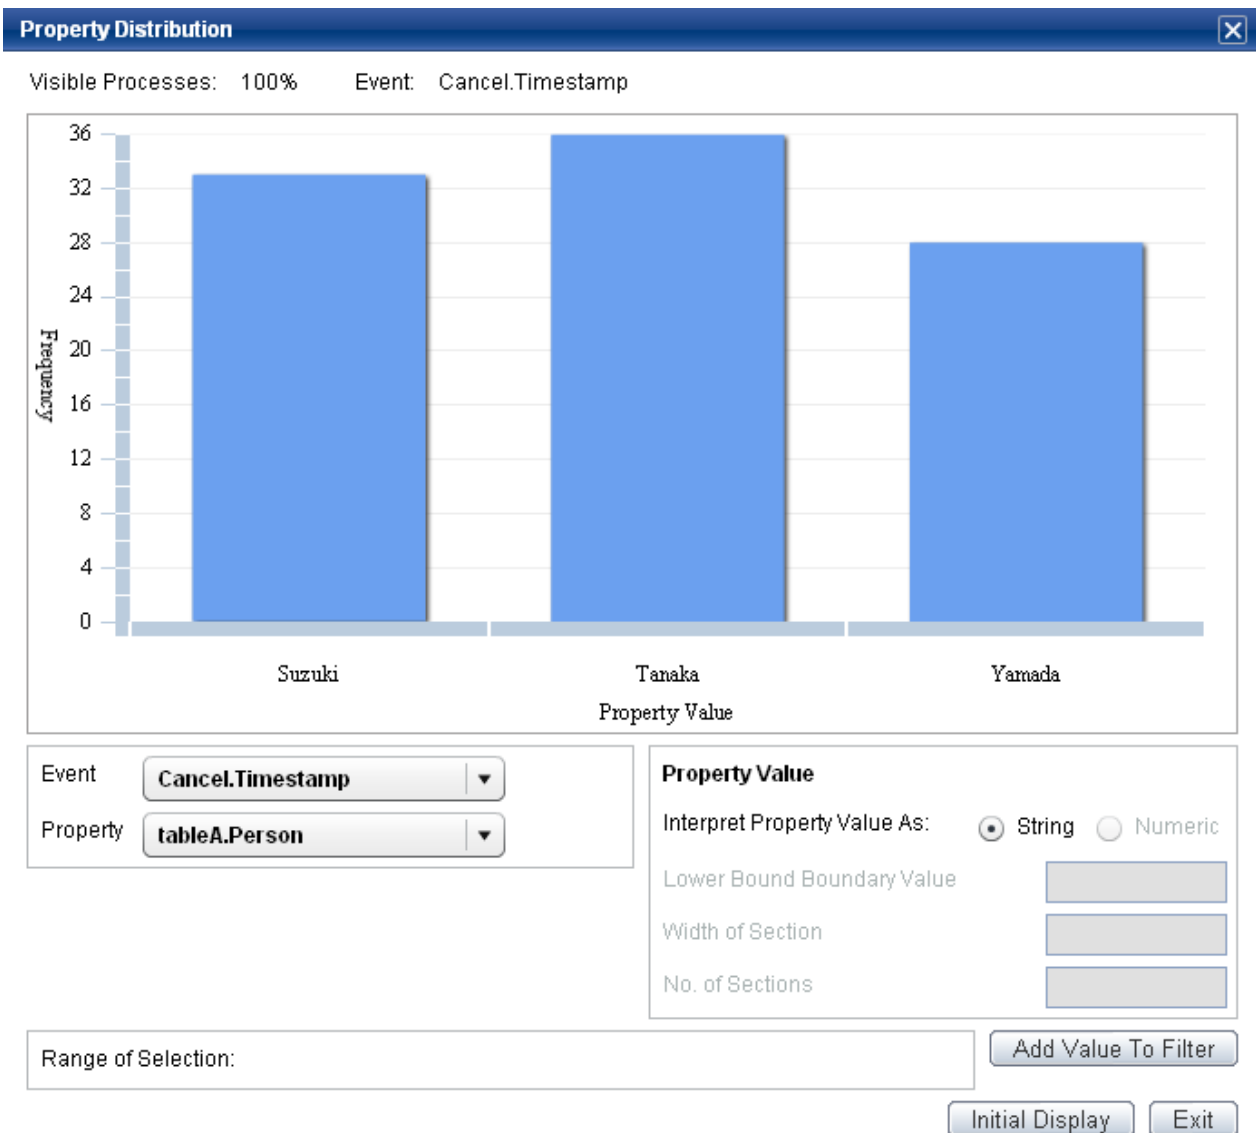 Property Distribution
Visible Processes: 100% Event: Cancel.Timestamp
36
32
28
24
20
16
12
8
4
0
Frequency
Suzuki Tanaka Yamada
Property Value
Event Cancel.Timestamp
Property tableA.Person
Property Value
Interpret Property Value As: String Numeric
Lower Bound Boundary Value
Width of Section
No. of Sections
Range of Selection:
Add Value To Filter
Initial Display Exit